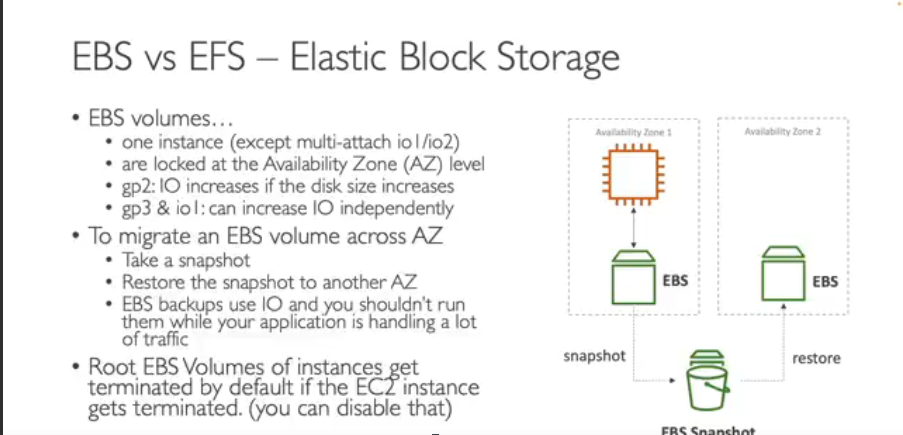 EBS vs EFS – Elastic Block Storage
• EBS volumes…
• one instance (except multi-attach io1/io2)
• are locked at the Availability Zone (AZ) level
• gp2: IO increases if the disk size increases
• gp3 & io1: can increase IO independently
• To migrate an EBS volume across AZ
• Take a snapshot
• Restore the snapshot to another AZ
• EBS backups use IO and you shouldn't run
them while your application is handling a lot
of traffic
• Root EBS Volumes of instances get
terminated by default if the EC2 instance
gets terminated. (you can disable that)
Availability Zone 1
Availability Zone 2
EBS
EBS
snapshot
restore
EBS Snapshot